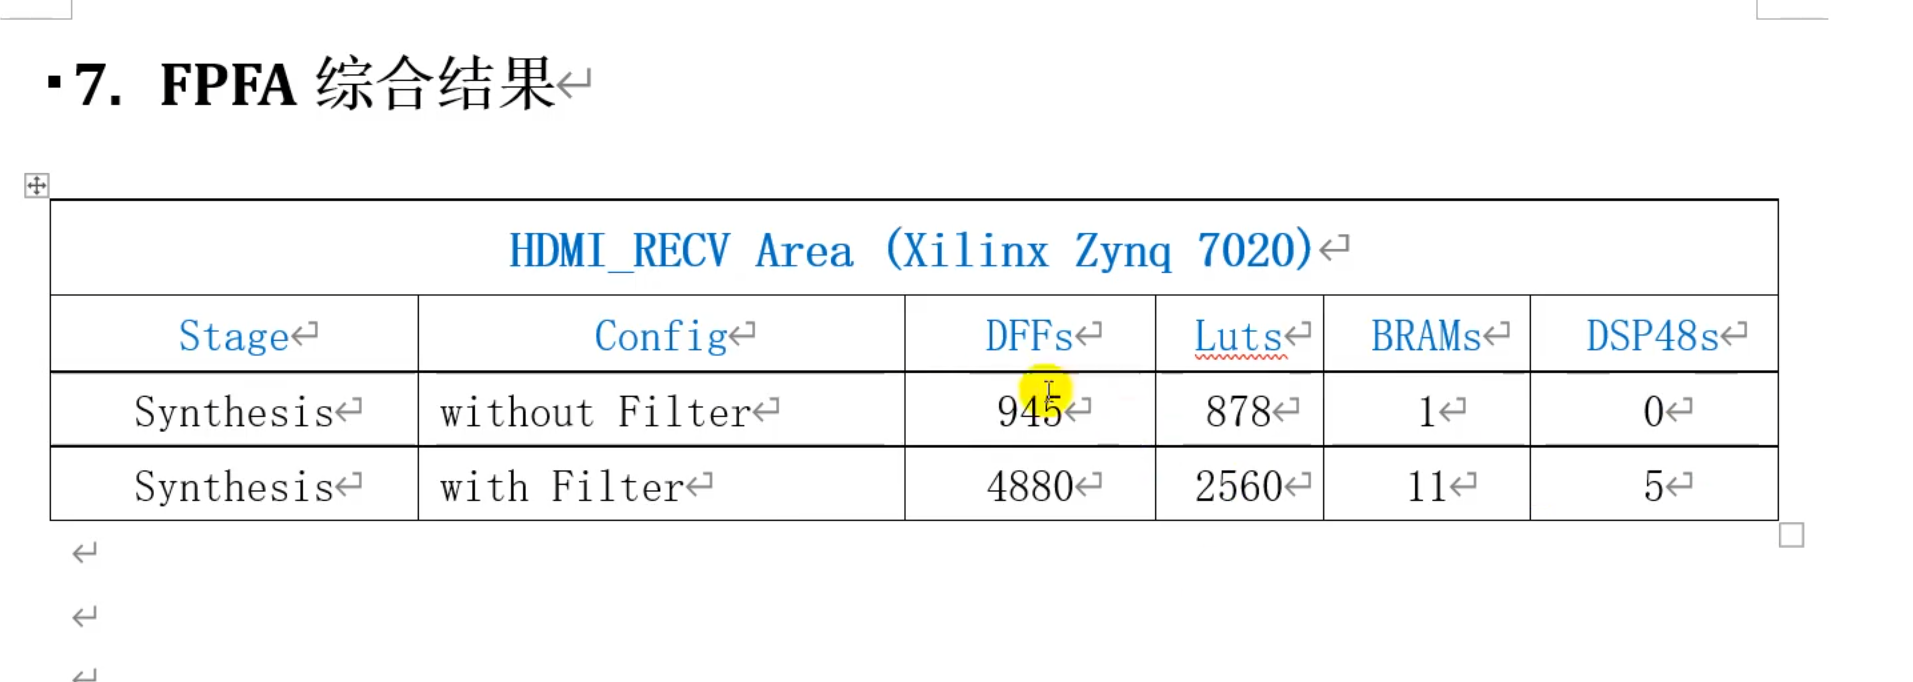 7. FPFA 综合结果
HDMI_RECV Area (Xilinx Zynq 7020)
Stage Config DFFs Luts BRAMs DSP48s
Synthesis without Filter 945 878 1 0
Synthesis with Filter 4880 2560 11 5